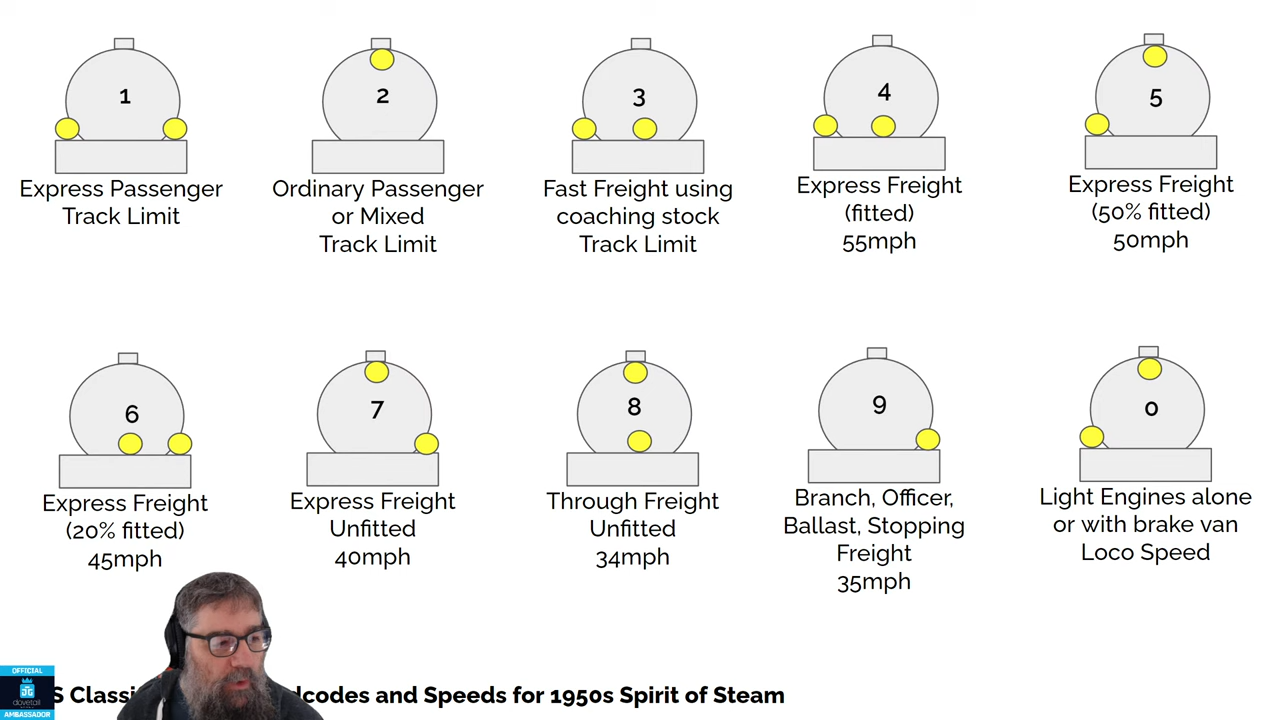 1
Express Passenger
Track Limit
2
Ordinary Passenger
or Mixed
Track Limit
3
Fast Freight using
coaching stock
Track Limit
4
Express Freight
(fitted)
55mph
5
Express Freight
(50% fitted)
50mph
6
Express Freight
(20% fitted)
45mph
7
Express Freight
Unfitted
40mph
8
Through Freight
Unfitted
34mph
9
Branch, Officer,
Ballast, Stopping
Freight
35mph
0
Light Engines alone
or with brake van
Loco Speed
S Classi dcodes and Speeds for 1950s Spirit of Steam
OFFICIAL
dovetail
AMBASSADOR